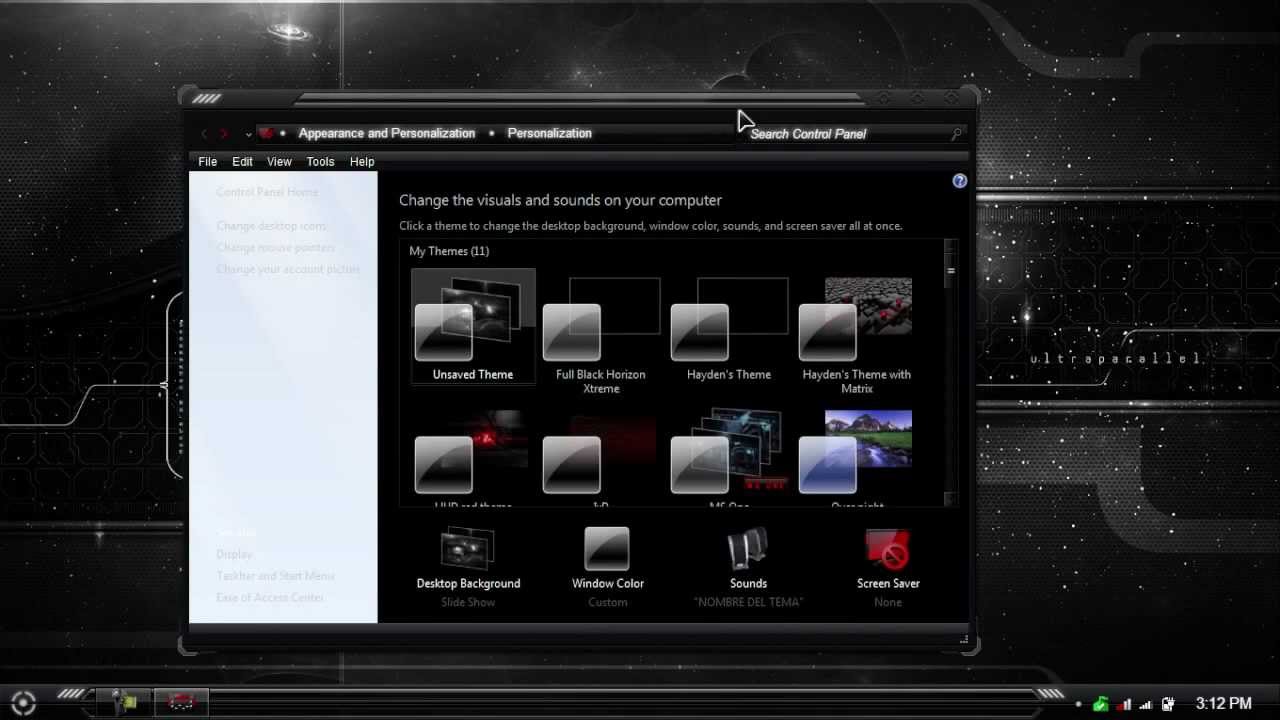 Appearance and Personalization • Personalization
Search Control Panel
File Edit View Tools Help
Control Panel Home
Change desktop icons
Change mouse pointers
Change your account picture
Change the visuals and sounds on your computer
Click a theme to change the desktop background, window color, sounds, and screen saver all at once.
My Themes (11)
Unsaved Theme
Full Black Horizon
Xtreme
Hayden's Theme
Hayden's Theme with
Matrix
See also
Display
Taskbar and Start Menu
Ease of Access Center
Desktop Background
Slide Show
Window Color
Custom
Sounds
"NOMBRE DEL TEMA"
Screen Saver
None
ultraparallel
3:12 PM